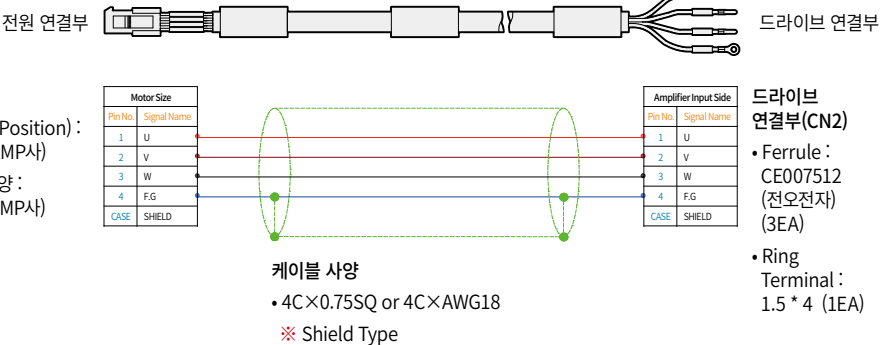 전원 연결부
드라이브 연결부
Position) :
MP사)
양 :
MP사)
Motor Size
Pin No. Signal Name
1 U
2 V
3 W
4 F.G
CASE SHIELD
Amplifier Input Side
Pin No. Signal Name
1 U
2 V
3 W
4 F.G
CASE SHIELD
드라이브
연결부(CN2)
• Ferrule :
CE007512
(전오전자)
(3EA)
• Ring
Terminal :
1.5 * 4 (1EA)
케이블 사양
• 4C×0.75SQ or 4C×AWG18
※ Shield Type